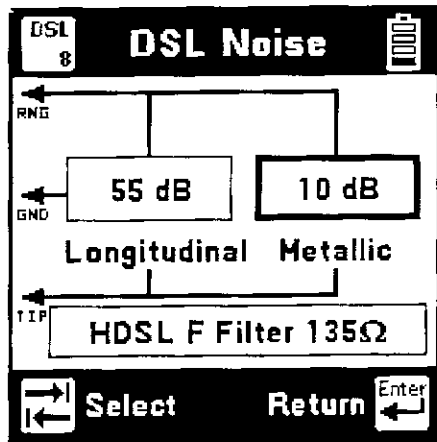 DSL
8
DSL Noise
RNG
55 dB
10 dB
GND
Longitudinal Metallic
TIP
HDSL F Filter 135Ω
Select
Return
Enter